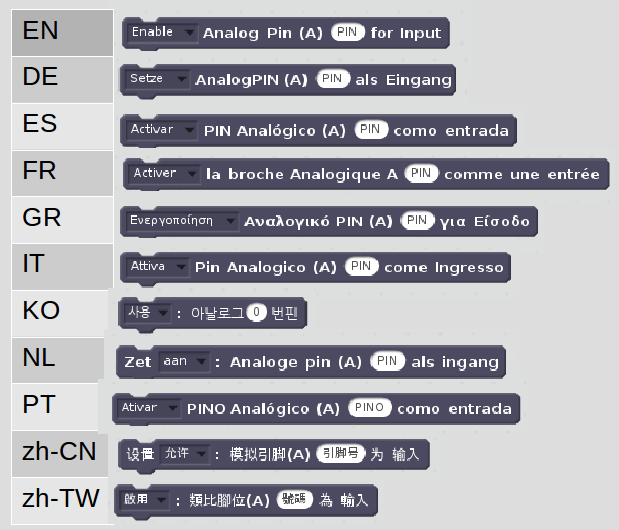 EN Enable Analog Pin (A) PIN for Input
DE Setze AnalogPIN (A) PIN als Eingang
ES Activar PIN Analógico (A) PIN como entrada
FR Activer la broche Analogique A PIN comme une entrée
GR Ενεργοποίηση Αναλογικό PIN (A) PIN για Είσοδο
IT Attiva Pin Analogico (A) PIN come Ingresso
KO 사용 : 아날로그 0 번핀
NL Zet aan : Analoge pin (A) PIN als ingang
PT Ativar PINO Analógico (A) PINO como entrada
zh-CN 设置 允许 : 模拟引脚(A) 引脚号 为 输入
zh-TW 啟用 : 類比腳位(A) 號碼 為 輸入